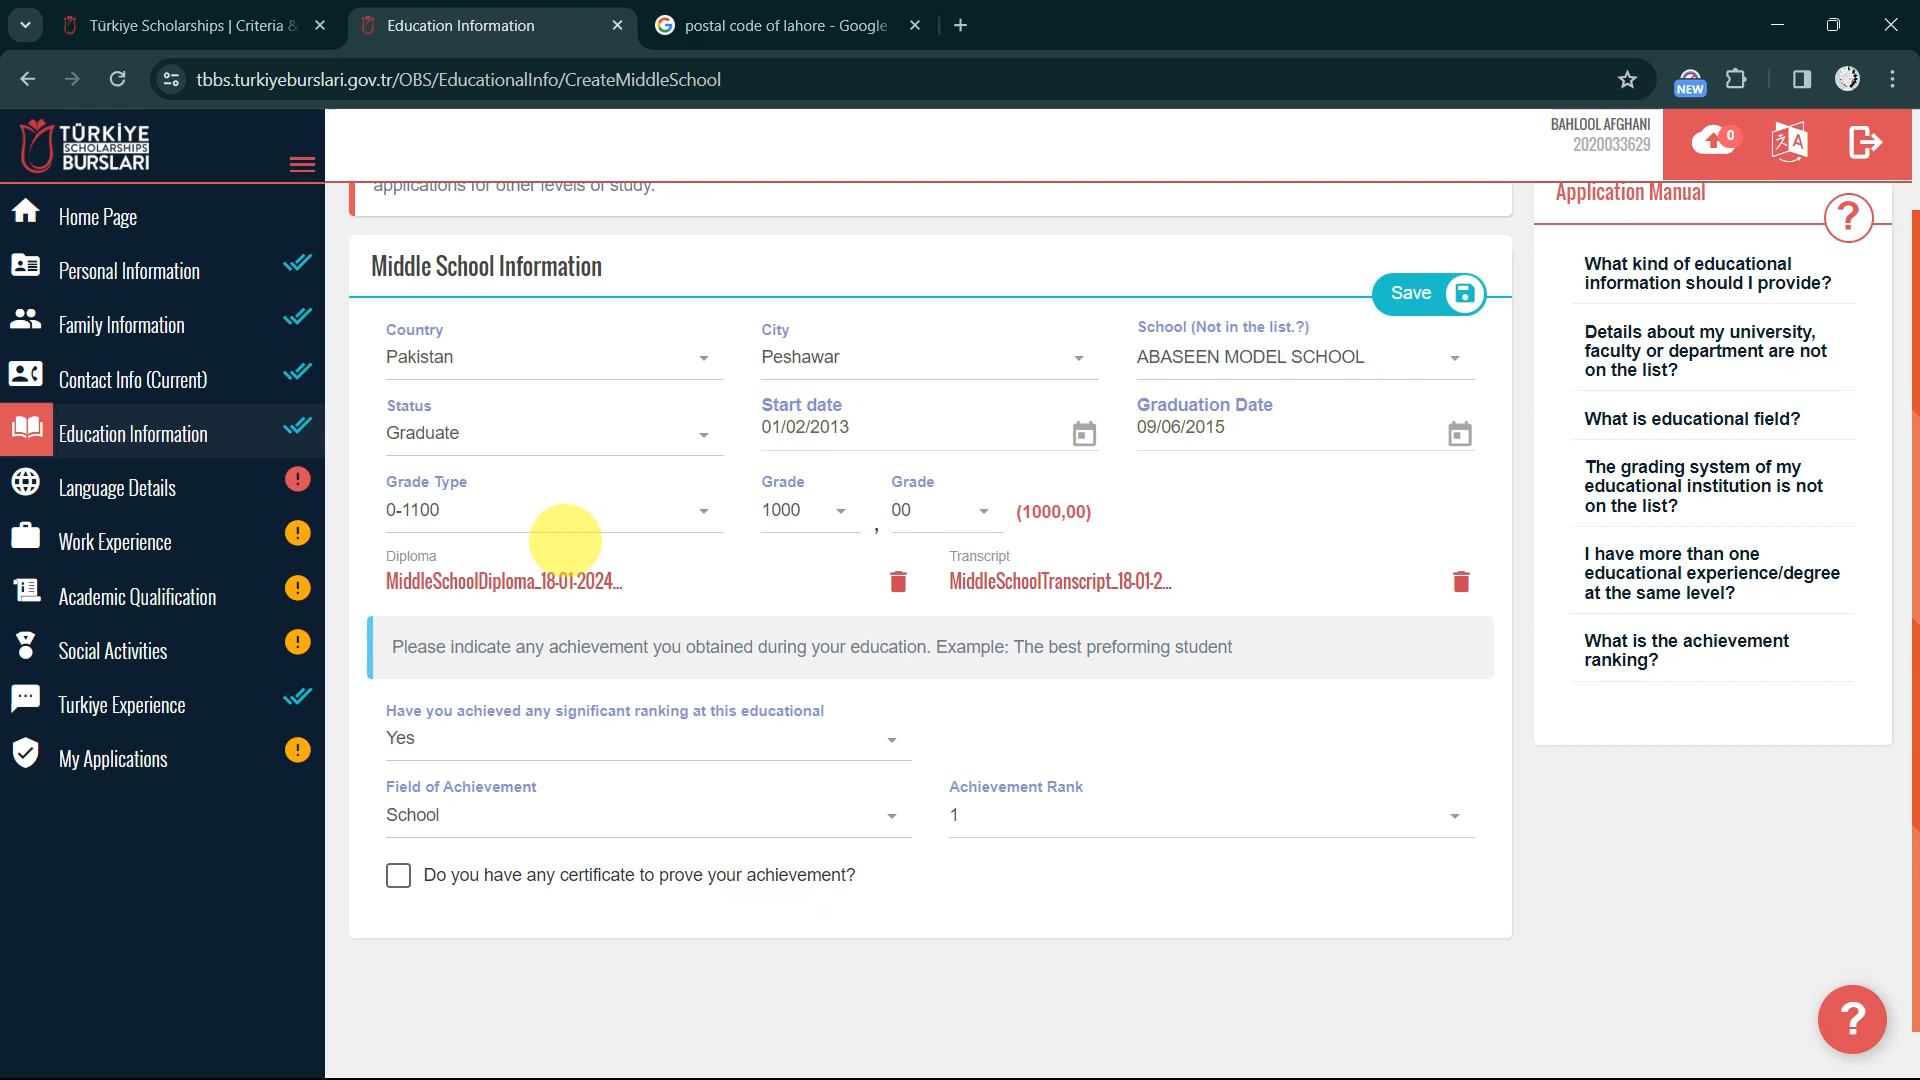 Türkiye Scholarships | Criteria &
Education Information
postal code of lahore - Google
tbbs.turkiyeburslari.gov.tr/OBS/EducationalInfo/CreateMiddleSchool
NEW
TÜRKİYE
SCHOLARSHIPS
BURSLARI
BAHLOOL AFGHANI
2020033629
0
A
Home Page
Personal Information
Family Information
Contact Info (Current)
Education Information
Language Details
!
Work Experience
!
Academic Qualification
!
Social Activities
!
Turkiye Experience
My Applications
!
applications for other levels of study.
Middle School Information
Save
Country
Pakistan
City
Peshawar
School (Not in the list.?)
ABASEEN MODEL SCHOOL
Status
Graduate
Start date
01/02/2013
Graduation Date
09/06/2015
Grade Type
0-1100
Grade
1000
,
Grade
00
(1000,00)
Diploma
MiddleSchoolDiploma_18-01-2024...
Transcript
MiddleSchoolTranscript_18-01-2...
Please indicate any achievement you obtained during your education. Example: The best preforming student
Have you achieved any significant ranking at this educational
Yes
Field of Achievement
School
Achievement Rank
1
Do you have any certificate to prove your achievement?
Application Manual
?
What kind of educational
information should I provide?
Details about my university,
faculty or department are not
on the list?
What is educational field?
The grading system of my
educational institution is not
on the list?
I have more than one
educational experience/degree
at the same level?
What is the achievement
ranking?
?